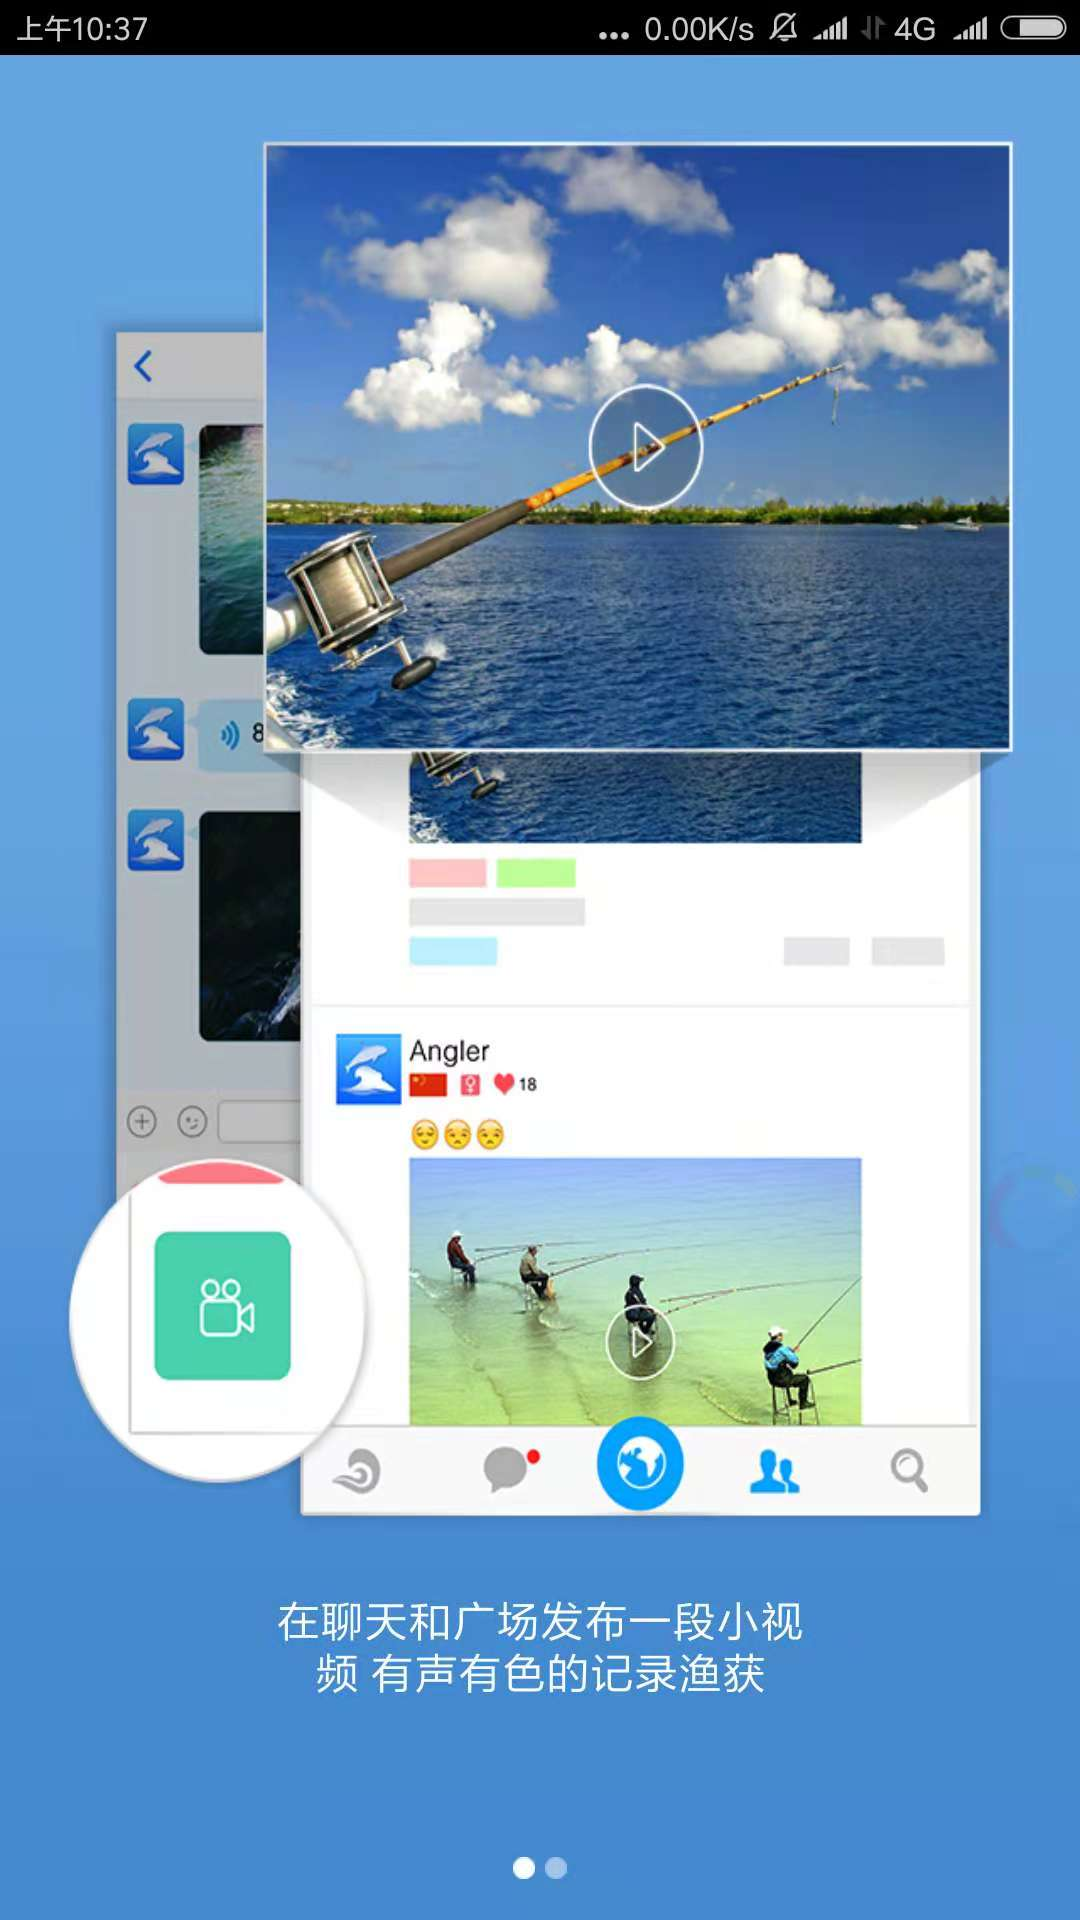 上午10:37
... 0.00K/s 4G
8
Angler
18
在聊天和广场发布一段小视
频 有声有色的记录渔获